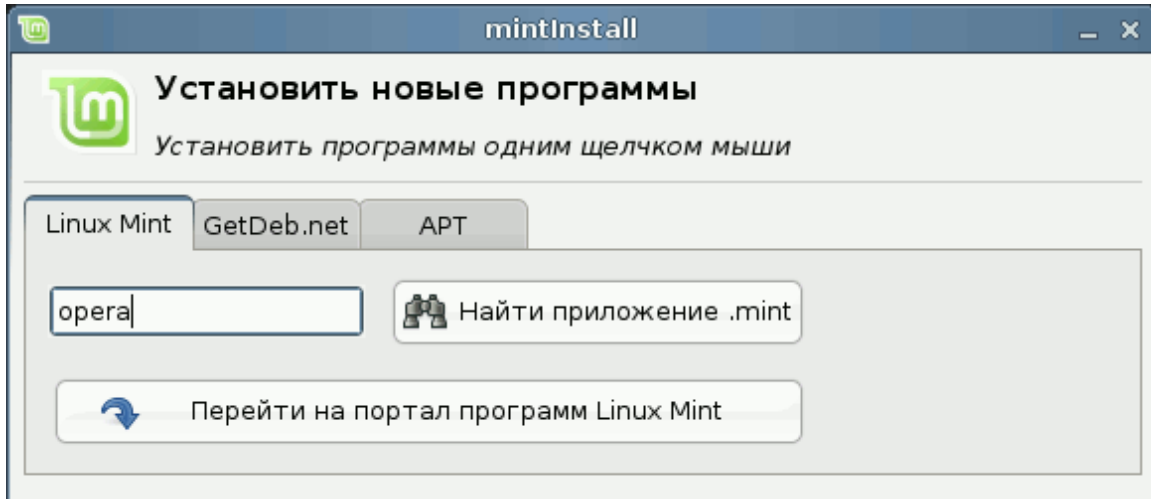 mintInstall
Установить новые программы
Установить программы одним щелчком мыши
Linux Mint GetDeb.net APT
opera Найти приложение .mint
Перейти на портал программ Linux Mint